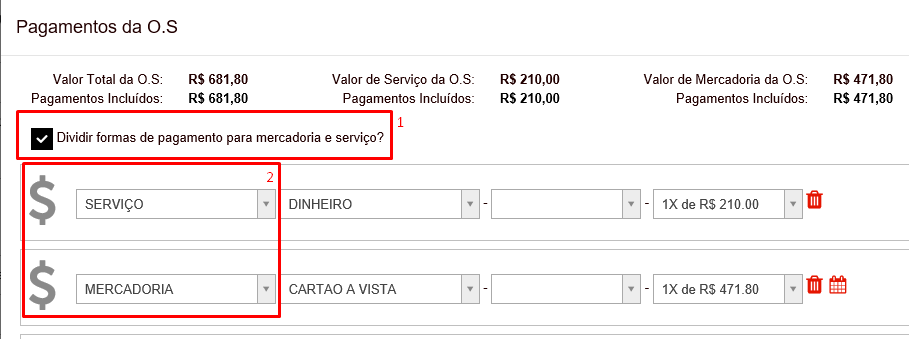 Pagamentos da O.S
Valor Total da O.S: R$ 681,80 Valor de Serviço da O.S: R$ 210,00 Valor de Mercadoria da O.S: R$ 471,80
Pagamentos Incluídos: R$ 681,80 Pagamentos Incluídos: R$ 210,00 Pagamentos Incluídos: R$ 471,80
1
Dividir formas de pagamento para mercadoria e serviço?
2
SERVIÇO DINHEIRO - - 1X de R$ 210.00
MERCADORIA CARTAO A VISTA - - 1X de R$ 471.80